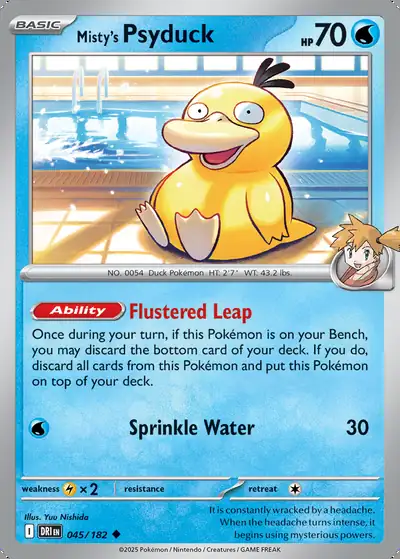 BASIC
Misty's Psyduck HP 70
NO. 0054 Duck Pokémon HT: 2'7" WT: 43.2 lbs.
Ability Flustered Leap
Once during your turn, if this Pokémon is on your Bench,
you may discard the bottom card of your deck. If you do,
discard all cards from this Pokémon and put this Pokémon
on top of your deck.
Sprinkle Water 30
weakness ×2 resistance retreat
Illus. Yuu Nishida
I DRI EN 045/182
It is constantly wracked by a headache.
When the headache turns intense, it
begins using mysterious powers.
©2025 Pokémon / Nintendo / Creatures / GAME FREAK